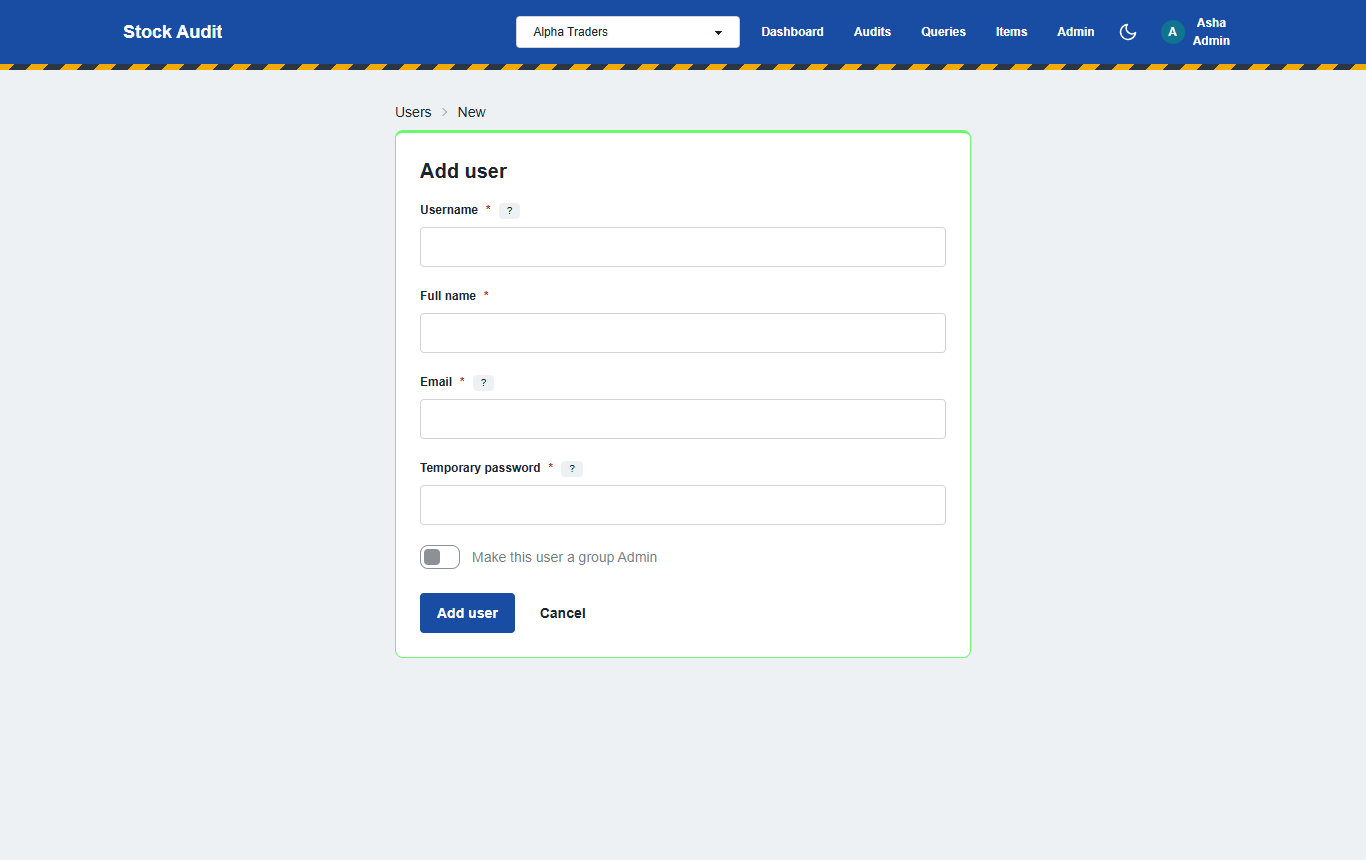 Stock Audit
Alpha Traders
Dashboard
Audits
Queries
Items
Admin
A
Asha
Admin
Users > New
Add user
Username * ?
Full name *
Email * ?
Temporary password * ?
Make this user a group Admin
Add user
Cancel